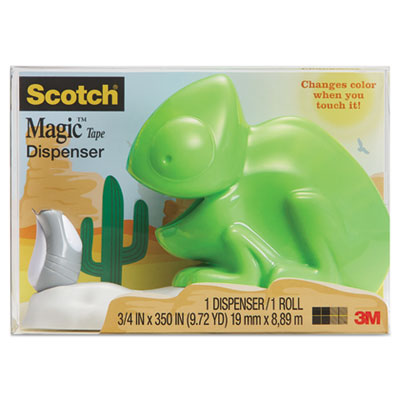 Scotch
Magic™ Tape
Dispenser
Changes color
when you
touch it!
1 DISPENSER/1 ROLL
3/4 IN x 350 IN (9.72 YD) 19 mm x 8,89 m
3M